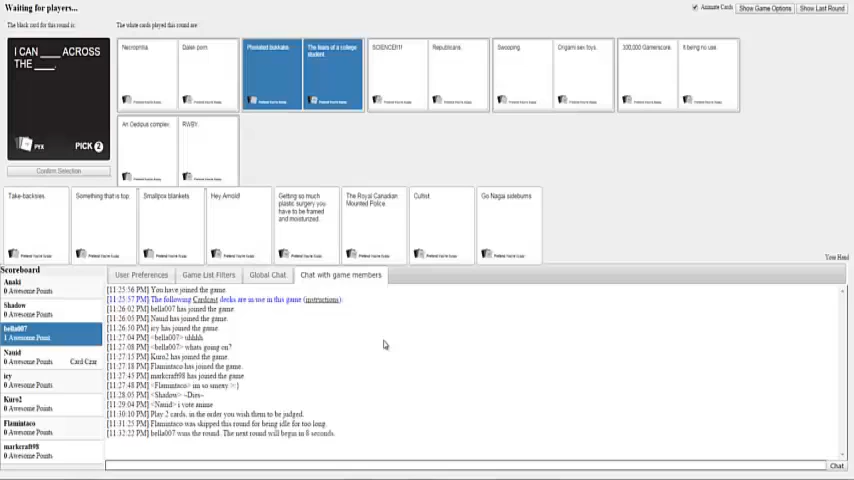 Waiting for players...
Animate Cards
Show Game Options
Show Last Round
The black card for this round is:
The white cards played this round are:
I CAN ____ ACROSS
THE ____.
PYX
PICK 2
Necrophilia.
Dalek porn.
Pixelated bukkake.
The tears of a college
student.
SCIENCE!!!!
Republicans.
Swooping.
Origami sex toys.
It being no use.
An Oedipus complex.
RWBY.
Confirm Selection
Take-backsies.
Something that is top.
Smallpox blankets.
Hey Arnold!
Getting so much
plastic surgery you
have to be framed
and moisturized.
The Royal Canadian
Mounted Police.
Cultist.
Go Nagai sideburns.
Your Hand
Scoreboard
Anaki
0 Awesome Points
Shadow
0 Awesome Points
bella007
1 Awesome Point
Nauid
0 Awesome Points
Card Czar
icy
0 Awesome Points
Kuro2
0 Awesome Points
Flamintaco
0 Awesome Points
markcraft98
0 Awesome Points
User Preferences
Game List Filters
Global Chat
Chat with game members
[11:25:56 PM] You have joined the game.
[11:25:57 PM] The following Cardcast decks are in use in this game (instructions):
[11:26:02 PM] bella007 has joined the game.
[11:26:05 PM] Nauid has joined the game.
[11:26:50 PM] icy has joined the game.
[11:27:04 PM] <bella007> uhhhh
[11:27:08 PM] <bella007> whats going on?
[11:27:15 PM] Kuro2 has joined the game.
[11:27:18 PM] Flamintaco has joined the game.
[11:27:43 PM] markcraft98 has joined the game.
[11:27:48 PM] <Flamintaco> im so smexy >:)
[11:28:05 PM] <Shadow> ~Dies~
[11:29:04 PM] <Nauid> i vote anime
[11:30:10 PM] Play 2 cards, in the order you wish them to be judged.
[11:31:25 PM] Flamintaco was skipped this round for being idle for too long.
[11:32:22 PM] bella007 wins the round. The next round will begin in 8 seconds.
Chat